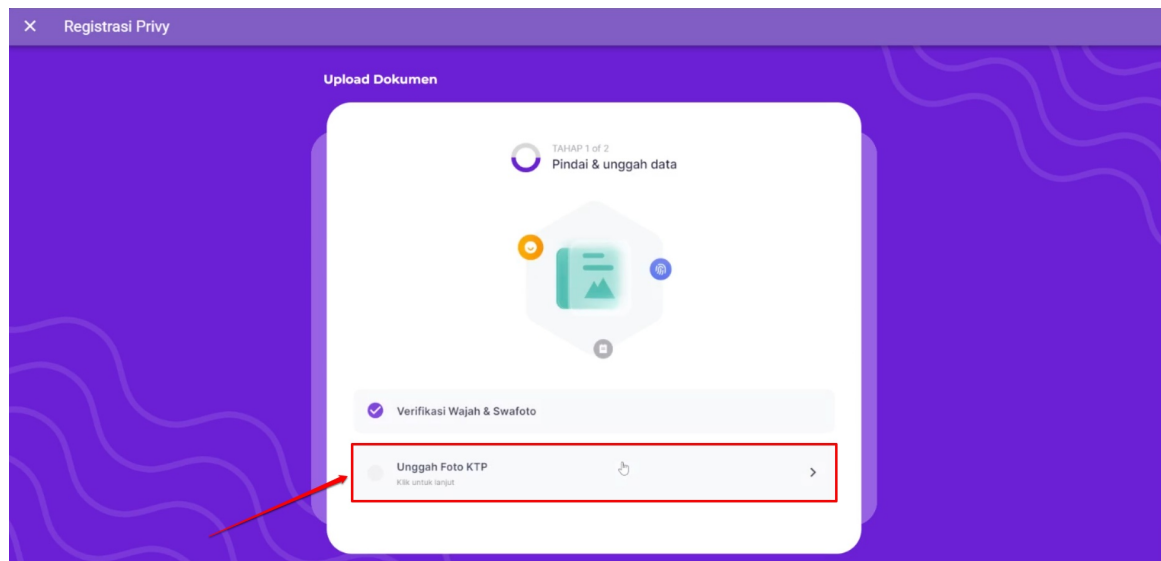 Registrasi Privy
Upload Dokumen
TAHAP 1 of 2
Pindai & unggah data
Verifikasi Wajah & Swafoto
Unggah Foto KTP
Klik untuk lanjut